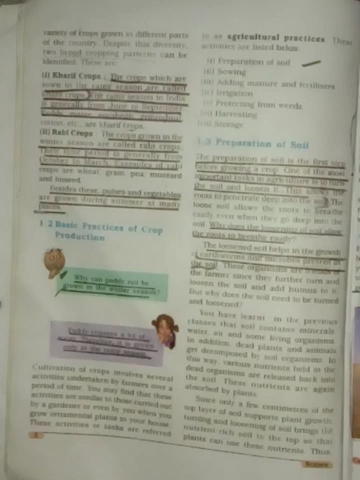 variety of crops grown in different parts
of the country. Despite this diversity,
two broad cropping patterns can be
identified. These are:
(i) Kharif Crops : The crops which are
sown in the rainy season are called
kharif crops. The rainy season in India
is generally from June to September.
cotton, etc., are kharif crops.
(ii) Rabi Crops : The crops grown in the
winter season are called rabi crops.
Their time period is generally from
October to March. Examples of rabi
crops are wheat, gram, pea, mustard
and linseed.
Besides these, pulses and vegetables
are grown during summer at many
places.
1.2 Basic Practices of Crop
Production
Why can paddy not be
grown in the winter season?
Paddy requires a lot of
water. Therefore, it is grown
only in the rainy season.
Cultivation of crops involves several
activities undertaken by farmers over a
period of time. You may find that these
activities are similar to those carried out
by a gardener or even by you when you
grow ornamental plants in your house.
These activities or tasks are referred
to as agricultural practices. These
activities are listed below.
(i) Preparation of soil
(ii) Sowing
(iii) Adding manure and fertilisers
(iv) Irrigation
(v) Protecting from weeds
(vi) Harvesting
(vii) Storage
1.3 Preparation of Soil
The preparation of soil is the first step
before growing a crop. One of the most
important tasks in agriculture is to turn
the soil and loosen it. This allows the
roots to penetrate deep into the soil. The
loose soil allows the roots to breathe
easily even when they go deep into the
soil. Why does the loosening of soil allow
the roots to breathe easily?
The loosened soil helps in the growth
of earthworms and microbes present in
the soil. These organisms are friends of
the farmer since they further turn and
loosen the soil and add humus to it.
But why does the soil need to be turned
and loosened?
You have learnt in the previous
classes that soil contains minerals,
water, air and some living organisms.
In addition, dead plants and animals
get decomposed by soil organisms. In
this way, various nutrients held in the
dead organisms are released back into
the soil. These nutrients are again
absorbed by plants.
Since only a few centimetres of the
top layer of soil supports plant growth,
turning and loosening of soil brings the
nutrient-rich soil to the top so that
plants can use these nutrients. Thus,
Science